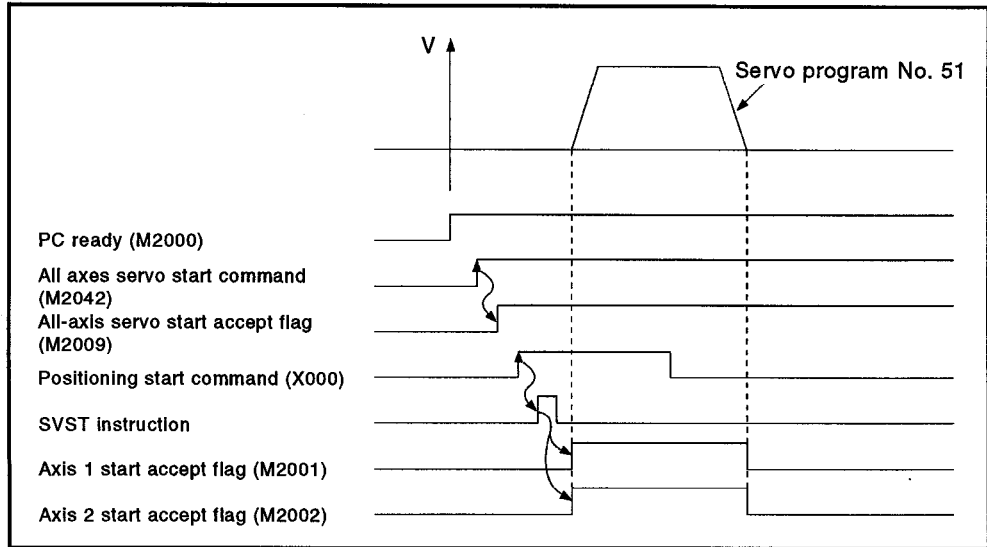 V
Servo program No. 51
PC ready (M2000)
All axes servo start command
(M2042)
All-axis servo start accept flag
(M2009)
Positioning start command (X000)
SVST instruction
Axis 1 start accept flag (M2001)
Axis 2 start accept flag (M2002)